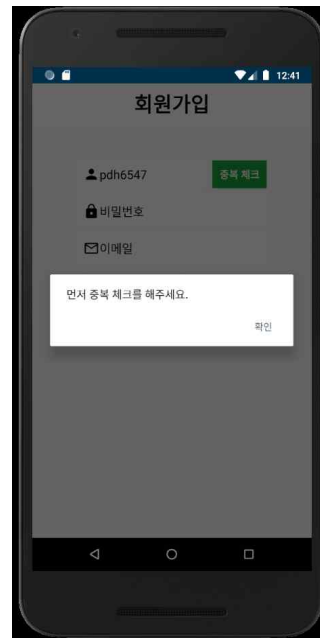 12:41
회원가입
pdh6547
중복 체크
비밀번호
이메일
먼저 중복 체크를 해주세요.
확인